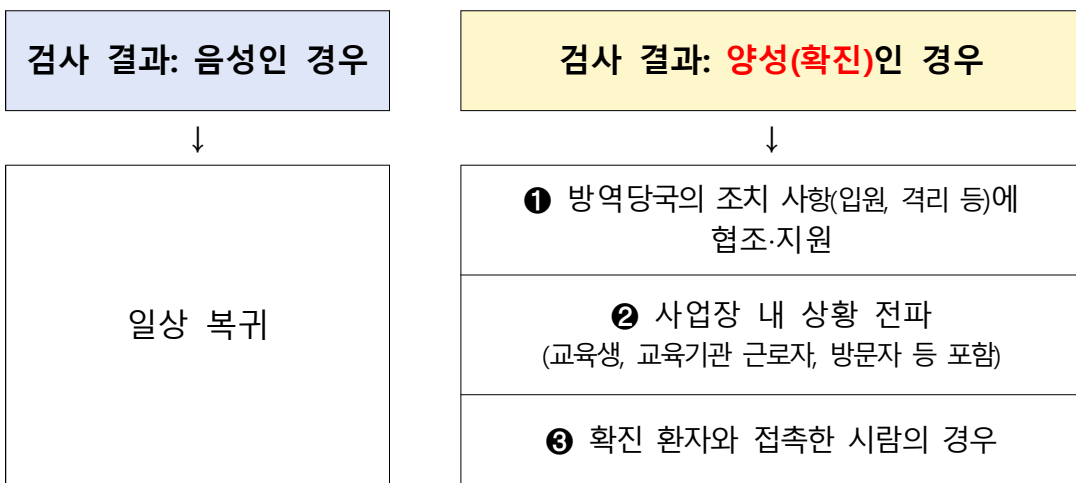 검사 결과: 음성인 경우
검사 결과: 양성(확진)인 경우
↓
↓
일상 복귀
❶ 방역당국의 조치 사항(입원, 격리 등)에
협조·지원
❷ 사업장 내 상황 전파
(교육생, 교육기관 근로자, 방문자 등 포함)
❸ 확진 환자와 접촉한 시람의 경우